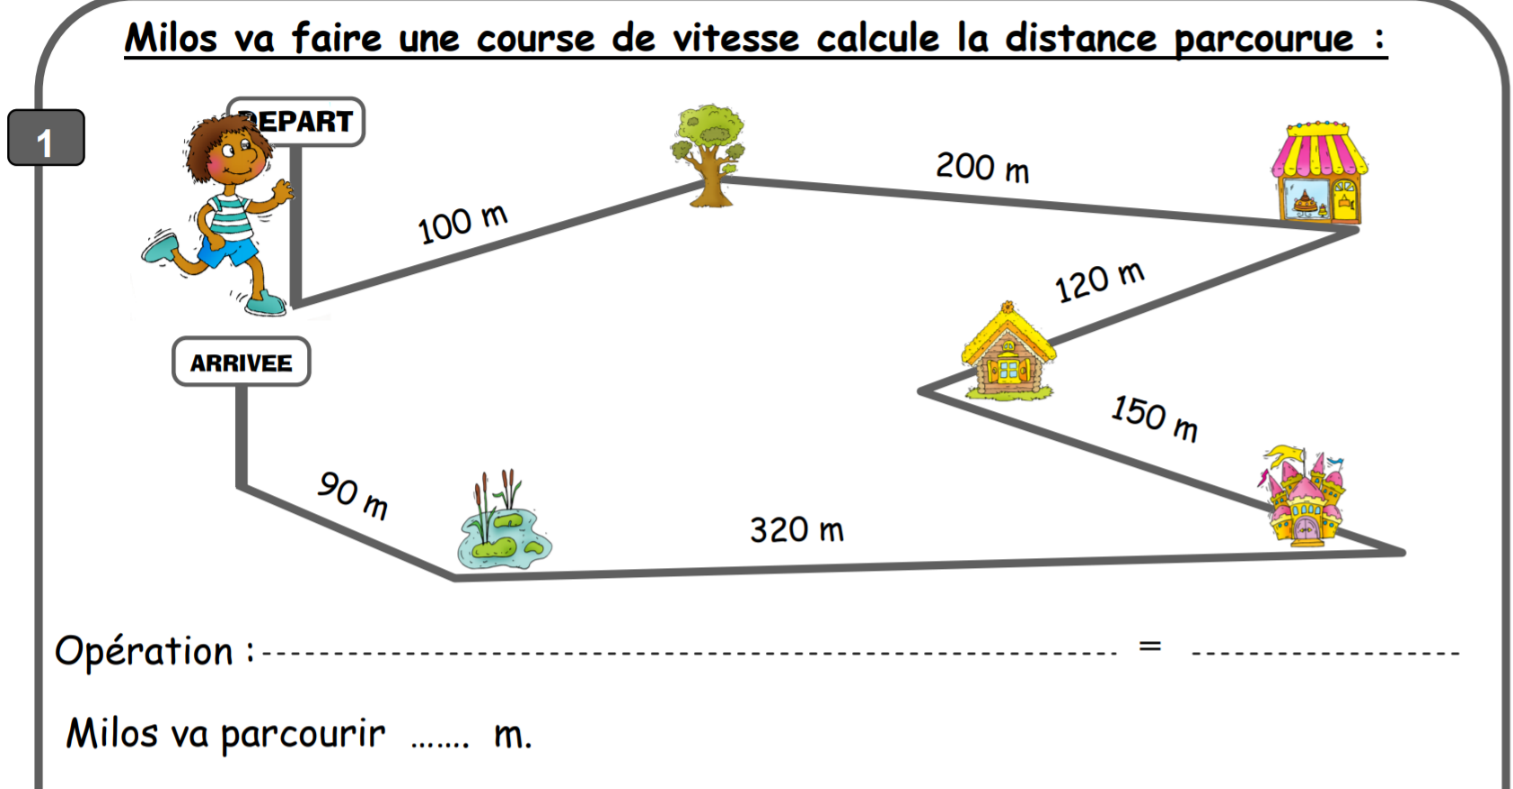 Milos va faire une course de vitesse calcule la distance parcourue :
1
DEPART
100 m
200 m
120 m
150 m
320 m
90 m
ARRIVEE
Opération :------------------------------------------------------------ = -------------------
Milos va parcourir ....... m.